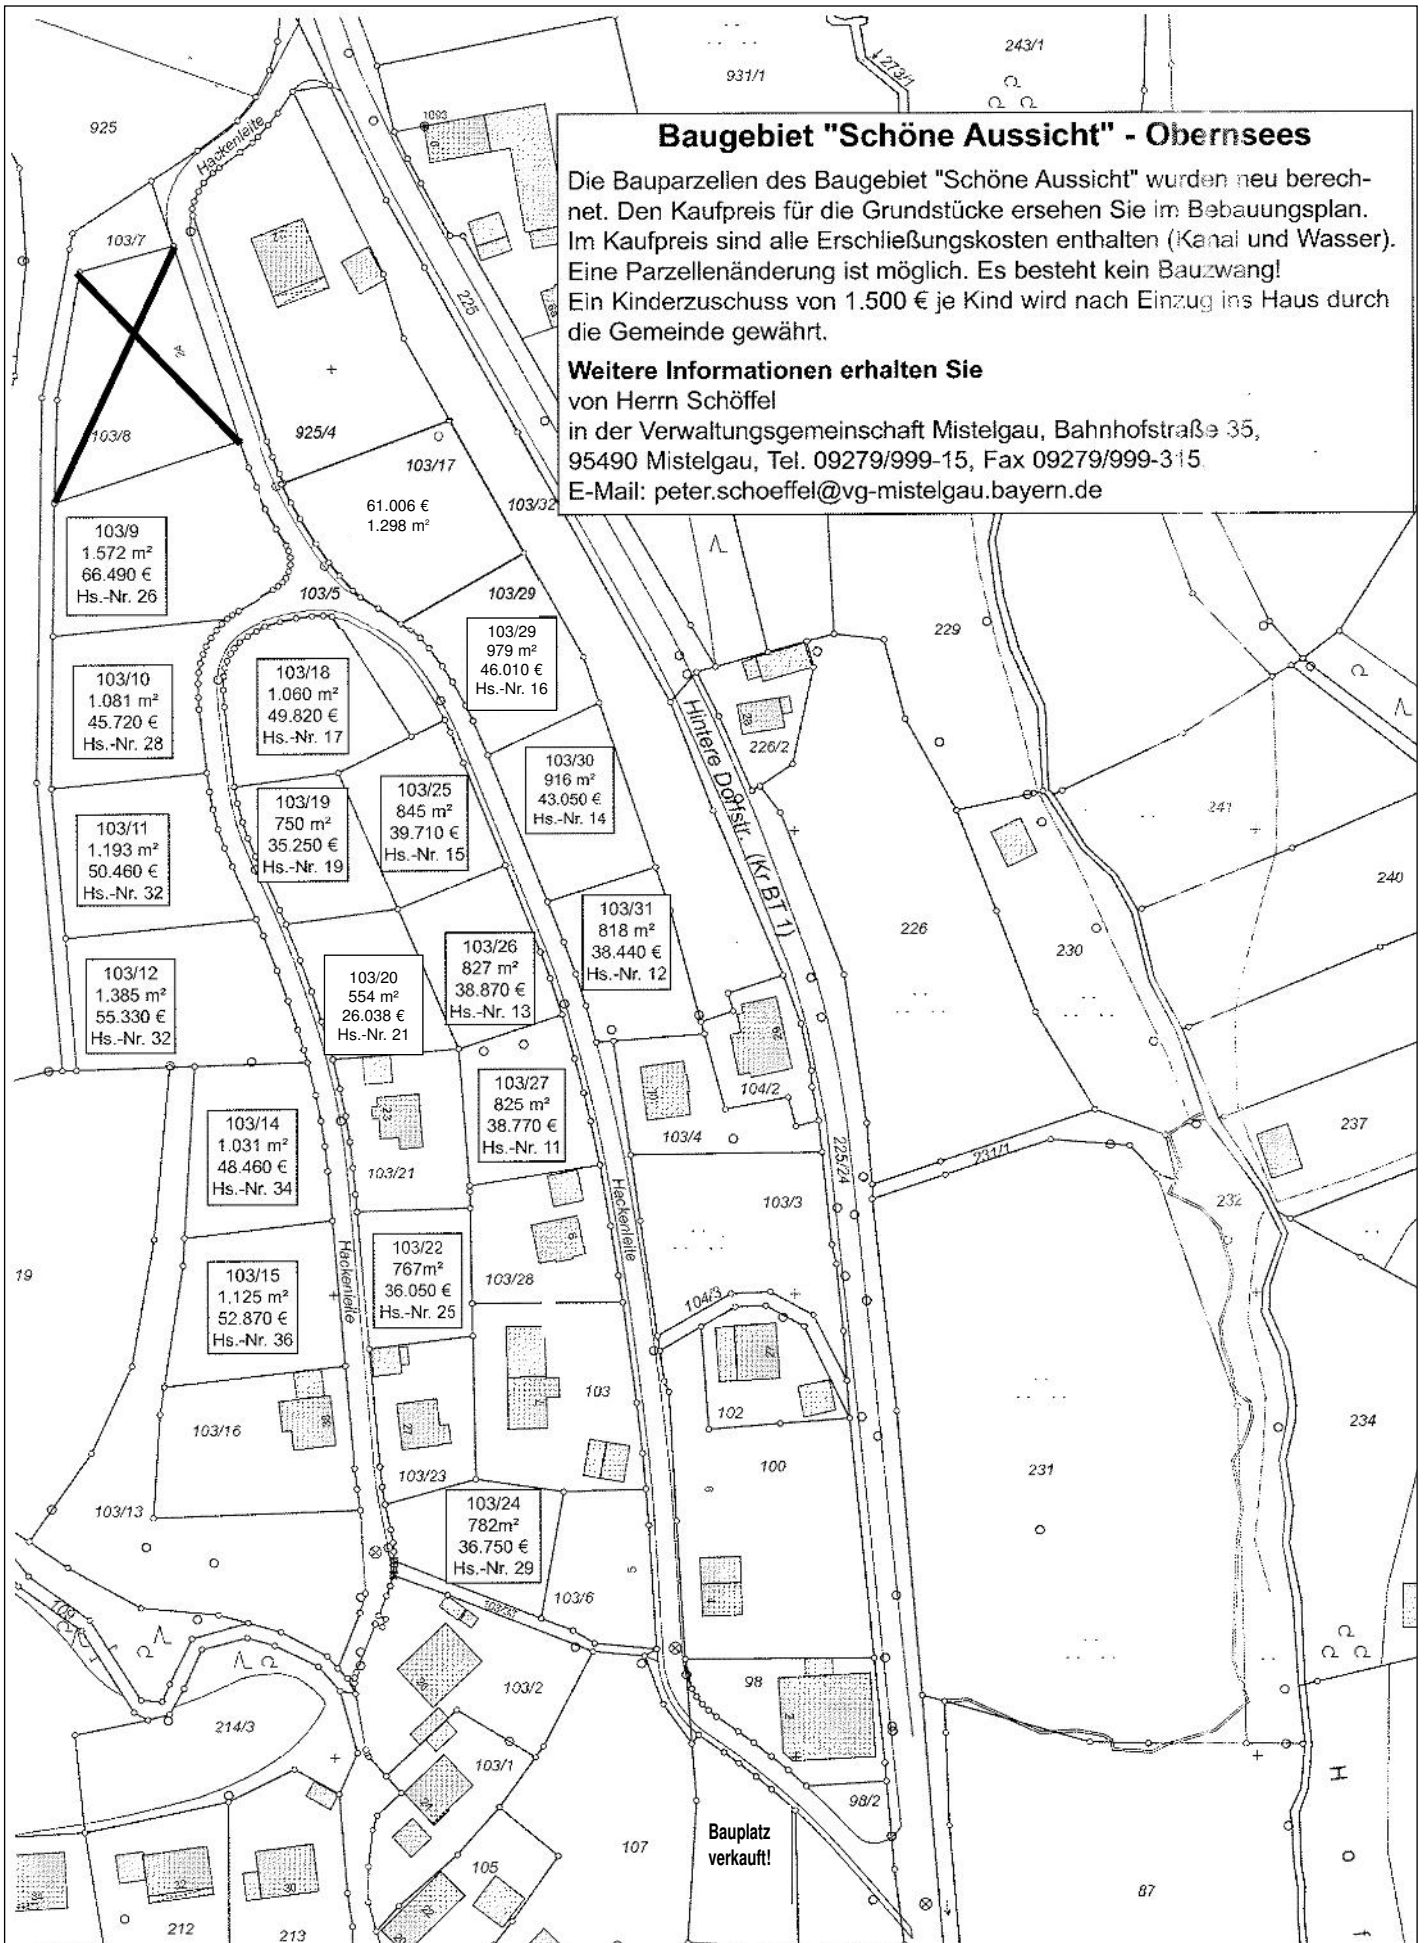 Baugebiet "Schöne Aussicht" - Obernsees
Die Bauparzellen des Baugebiet "Schöne Aussicht" wurden neu berech-
net. Den Kaufpreis für die Grundstücke ersehen Sie im Bebauungsplan.
Im Kaufpreis sind alle Erschließungskosten enthalten (Kanal und Wasser).
Eine Parzellenänderung ist möglich. Es besteht kein Bauzwang!
Ein Kinderzuschuss von 1.500 € je Kind wird nach Einzug ins Haus durch
die Gemeinde gewährt.
Weitere Informationen erhalten Sie
von Herrn Schöffel
in der Verwaltungsgemeinschaft Mistelgau, Bahnhofstraße 35,
95490 Mistelgau, Tel. 09279/999-15, Fax 09279/999-315
E-Mail: peter.schoeffel@vg-mistelgau.bayern.de
925
Hackenleite
1093
931/1
273/1
243/1
103/7
225
103/8
925/4
103/17
61.006 €
1.298 m²
103/32
103/9
1.572 m²
66.490 €
Hs.-Nr. 26
103/5
103/29
103/29
979 m²
46.010 €
Hs.-Nr. 16
229
103/10
1.081 m²
45.720 €
Hs.-Nr. 28
103/18
1.060 m²
49.820 €
Hs.-Nr. 17
Hintere Dorfstr. (Kr BT 1)
28
226/2
103/30
916 m²
43.050 €
Hs.-Nr. 14
103/11
1.193 m²
50.460 €
Hs.-Nr. 32
103/19
750 m²
35.250 €
Hs.-Nr. 19
103/25
845 m²
39.710 €
Hs.-Nr. 15
241
240
103/31
818 m²
38.440 €
Hs.-Nr. 12
226
230
103/12
1.385 m²
55.330 €
Hs.-Nr. 32
103/20
554 m²
26.038 €
Hs.-Nr. 21
103/26
827 m²
38.870 €
Hs.-Nr. 13
104/2
103/14
1.031 m²
48.460 €
Hs.-Nr. 34
23
103/21
103/27
825 m²
38.770 €
Hs.-Nr. 11
10
103/4
225/24
231/1
237
232
103/3
Hackenleite
19
103/15
1.125 m²
52.870 €
Hs.-Nr. 36
Hackenleite
103/22
767m²
36.050 €
Hs.-Nr. 25
9
103/28
104/3
27
102
7
103
103/16
38
27
103/23
100
231
234
103/13
103/24
782m²
36.750 €
Hs.-Nr. 29
5
103/6
109
103/2
98
2
214/3
103/1
98/2
107
Bauplatz
verkauft!
105
87
212
32
213
30
H
o
f